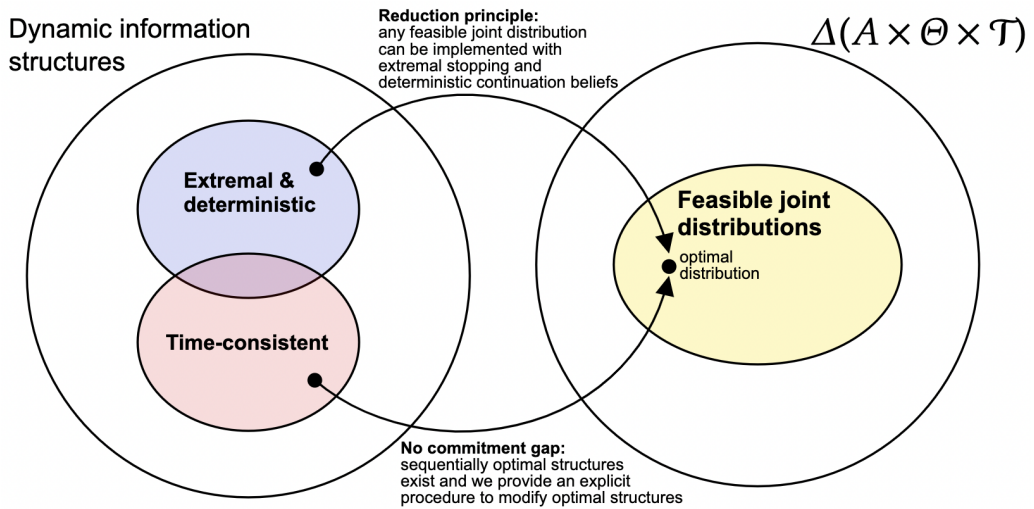 Dynamic information
structures
Reduction principle:
any feasible joint distribution
can be implemented with
extremal stopping and
deterministic continuation beliefs
Δ(A × Θ × 𝒯)
Extremal &
deterministic
Feasible joint
distributions
optimal
distribution
Time-consistent
No commitment gap:
sequentially optimal structures
exist and we provide an explicit
procedure to modify optimal structures